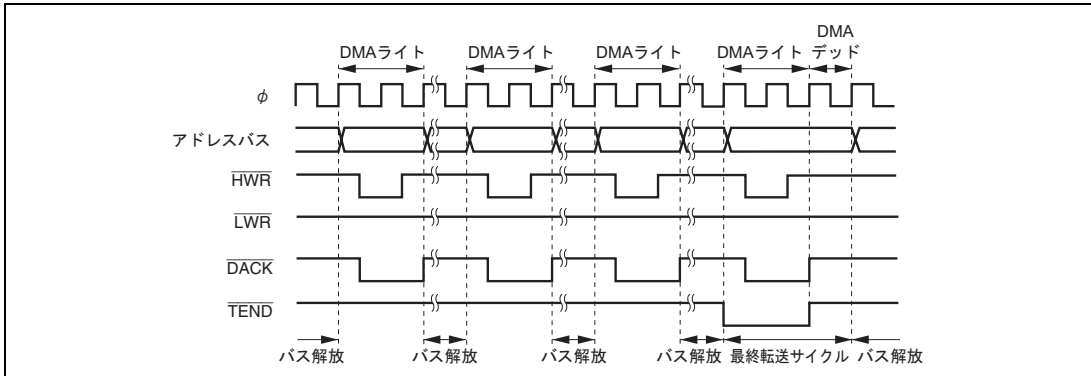 DMA
DMAライト DMAライト DMAライト DMAライト デッド
φ
アドレスバス
HWR
LWR
DACK
TEND
バス解放 バス解放 バス解放 バス解放 最終転送サイクル バス解放